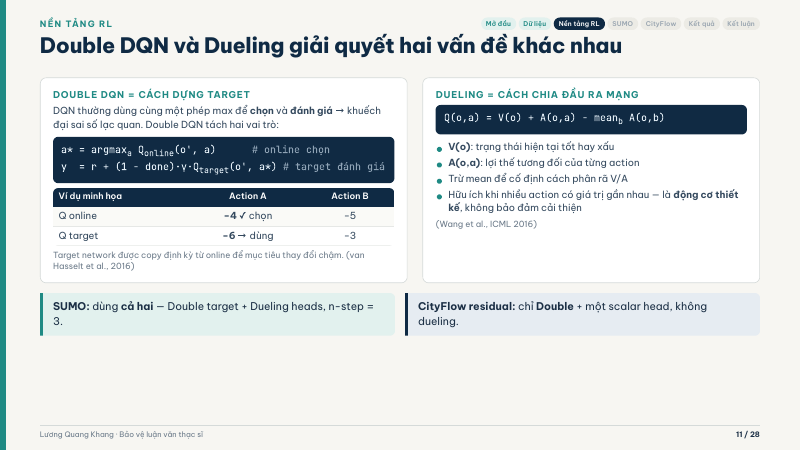 NỀN TẢNG RL
Mở đầu Dữ liệu Nền tảng RL SUMO CityFlow Kết quả Kết luận
Double DQN và Dueling giải quyết hai vấn đề khác nhau
DOUBLE DQN = CÁCH DỰNG TARGET
DQN thường dùng cùng một phép max để chọn và đánh giá → khuếch
đại sai số lạc quan. Double DQN tách hai vai trò:
a* = argmaxₐ Q_online(o', a) # online chọn
y = r + (1 - done)·γ·Q_target(o', a*) # target đánh giá
Ví dụ minh họa Action A Action B
Q online −4 ✓ chọn −5
Q target −6 → dùng −3
Target network được copy định kỳ từ online để mục tiêu thay đổi chậm. (van
Hasselt et al., 2016)
DUELING = CÁCH CHIA ĐẦU RA MẠNG
Q(o,a) = V(o) + A(o,a) - mean_b A(o,b)
V(o): trạng thái hiện tại tốt hay xấu
A(o,a): lợi thế tương đối của từng action
Trừ mean để cố định cách phân rã V/A
Hữu ích khi nhiều action có giá trị gần nhau — là động cơ thiết
kế, không bảo đảm cải thiện
(Wang et al., ICML 2016)
SUMO: dùng cả hai — Double target + Dueling heads, n-step =
3.
CityFlow residual: chỉ Double + một scalar head, không
dueling.
Lương Quang Khang · Bảo vệ luận văn thạc sĩ
11 / 28